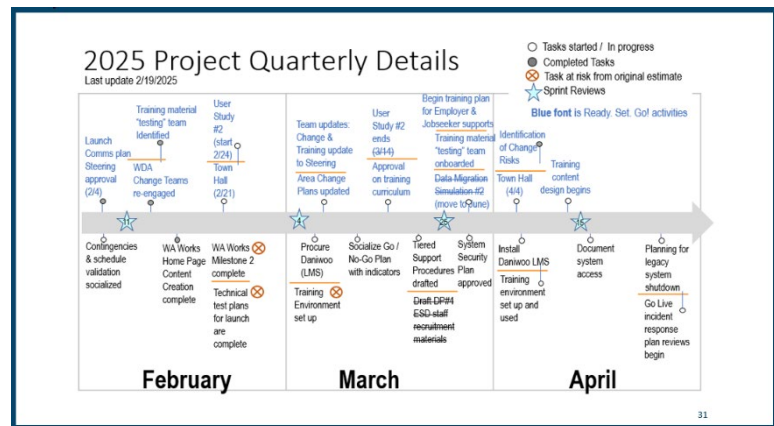 2025 Project Quarterly Details
Last update 2/19/2025
Tasks started / In progress
Completed Tasks
Task at risk from original estimate
Sprint Reviews
Blue font is Ready. Set. Go! activities
Launch
Comms plan
Steering
approval
(2/4)
Training material
"testing" team
Identified
WDA
Change Teams
re-engaged
User
Study
#2
(start
2/24)
Town
Hall
(2/21)
Team updates:
Change &
Training update
to Steering
Area Change
Plans updated
User
Study #2
ends
(3/14)
Approval
on training
curriculum
Begin training plan
for Employer &
Jobseeker supports
Training material
"testing" team
onboarded
Data Migration
Simulation #2
(move to June)
Identification
of Change
Risks
Town Hall
(4/4)
Training
content
design begins
4
Contingencies
& schedule
validation
socialized
WA Works
Home Page
Content
Creation
complete
WA Works
Milestone 2
complete
Technical
test plans
for launch
are
complete
Procure
Daniwoo
(LMS)
Training
Environment
set up
Socialize Go /
No-Go Plan
with indicators
Tiered
Support
Procedures
drafted
Draft DP#4
ESD staff
recruitment
materials
System
Security
Plan
approved
Install
Daniwoo LMS
Training
environment
set up and
used
Document
system
access
Planning for
legacy
system
shutdown
Go Live
incident
response
plan reviews
begin
February
March
April
31